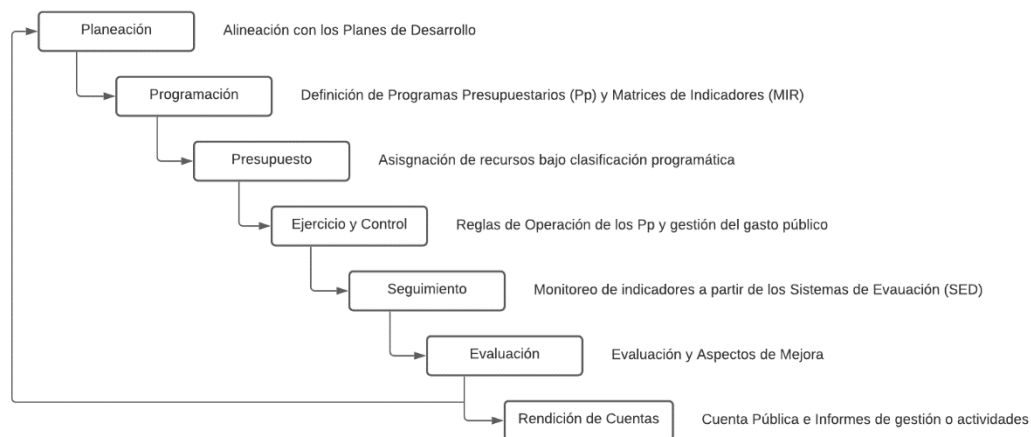 Planeación
Alineación con los Planes de Desarrollo
Programación
Definición de Programas Presupuestarios (Pp) y Matrices de Indicadores (MIR)
Presupuesto
Asisgnación de recursos bajo clasificación programática
Ejercicio y Control
Reglas de Operación de los Pp y gestión del gasto público
Seguimiento
Monitoreo de indicadores a partir de los Sistemas de Evauación (SED)
Evaluación
Evaluación y Aspectos de Mejora
Rendición de Cuentas
Cuenta Pública e Informes de gestión o actividades